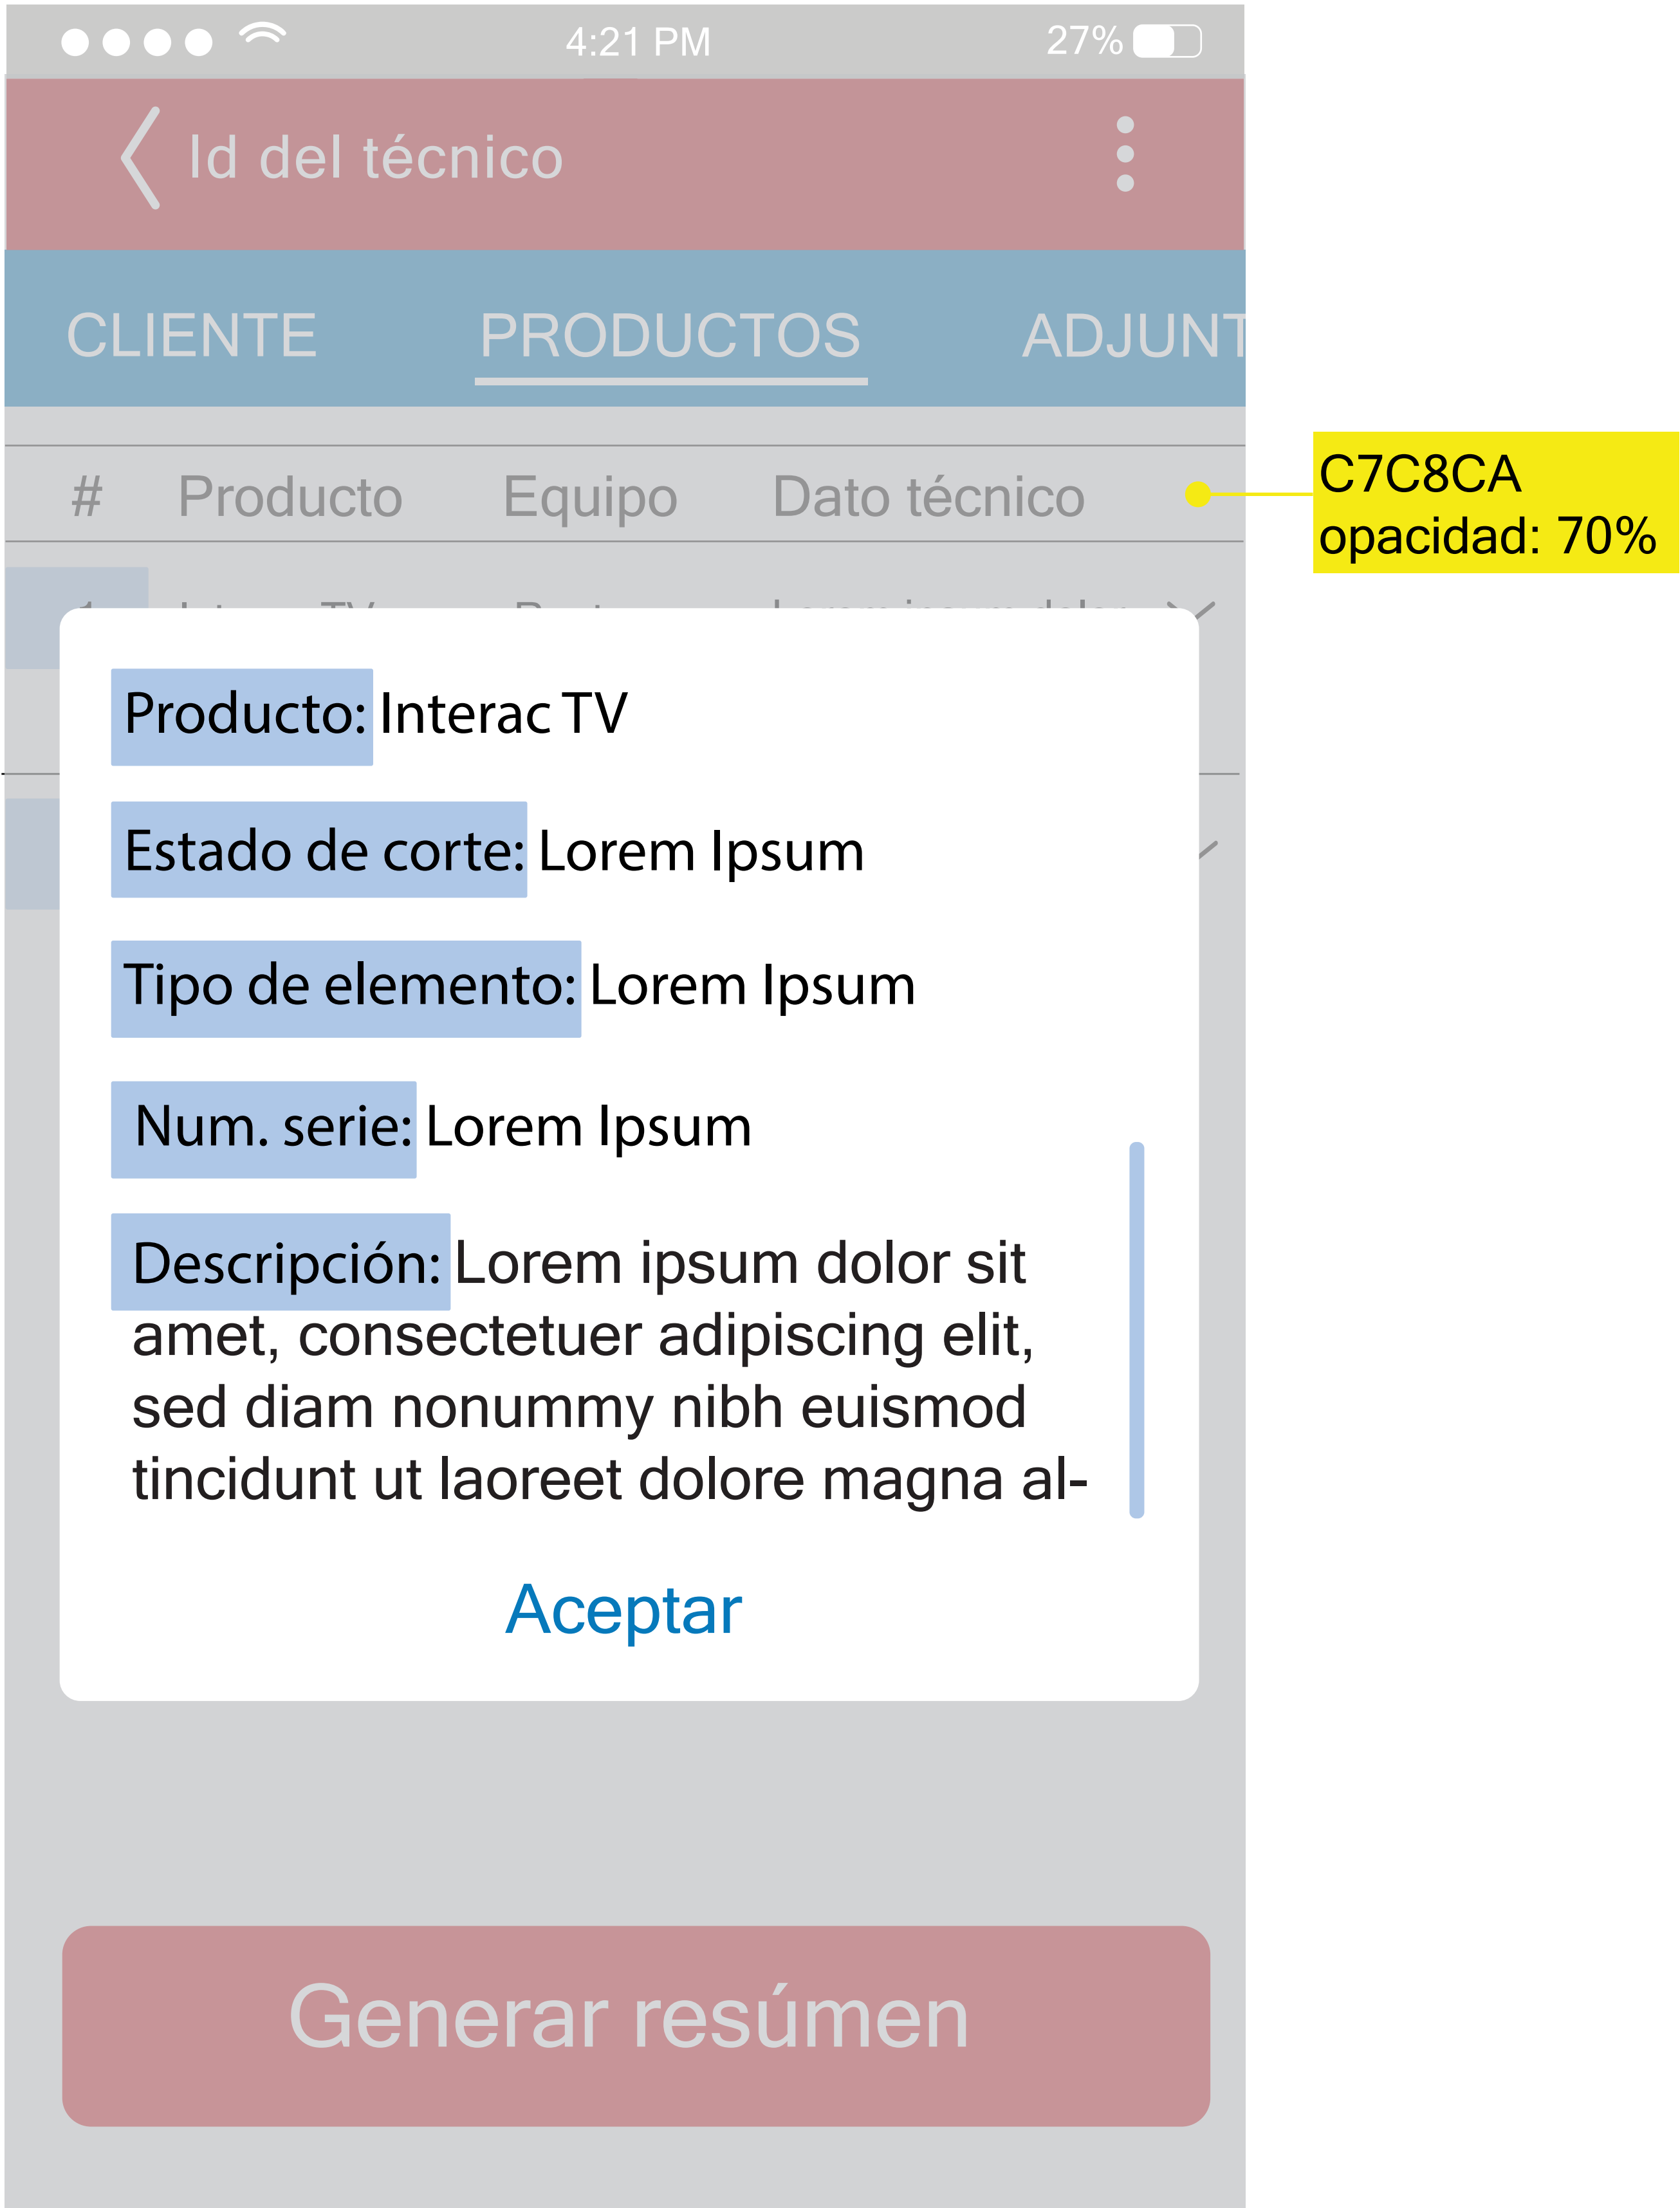 4:21 PM 27%
Id del técnico
CLIENTE PRODUCTOS ADJUNT
# Producto Equipo Dato técnico
C7C8CA
opacidad: 70%
Producto: Interac TV
Estado de corte: Lorem Ipsum
Tipo de elemento: Lorem Ipsum
Num. serie: Lorem Ipsum
Descripción: Lorem ipsum dolor sit
amet, consectetuer adipiscing elit,
sed diam nonummy nibh euismod
tincidunt ut laoreet dolore magna al-
Aceptar
Generar resúmen